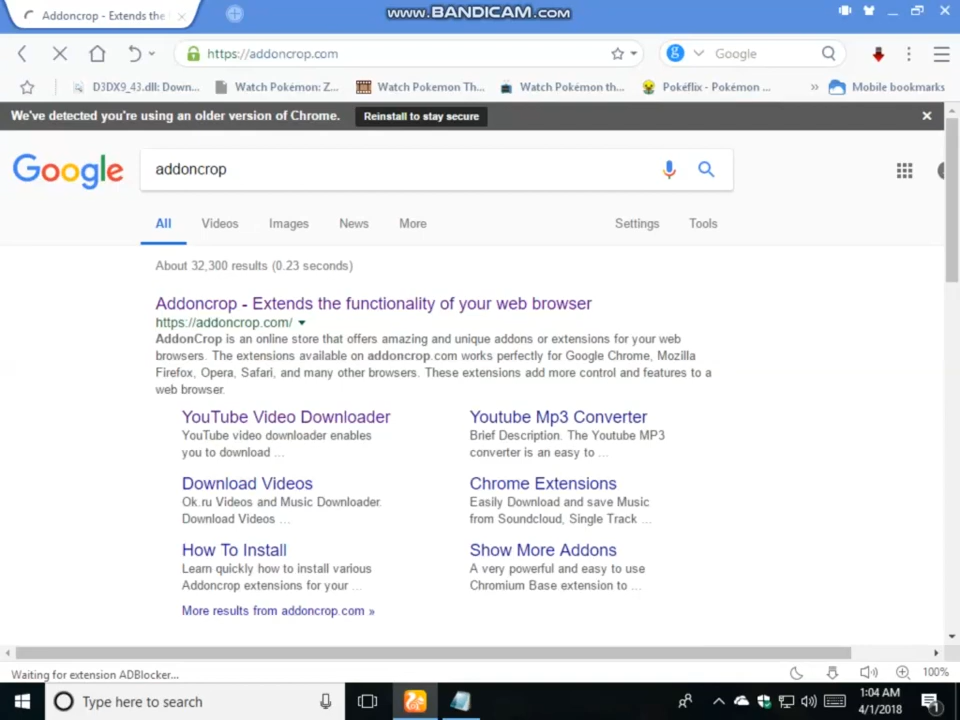 Addoncrop - Extends the
www.BANDICAM.com
https://addoncrop.com
Google
D3DX9_43.dll: Down...
Watch Pokémon: Z...
Watch Pokemon Th...
Watch Pokémon th...
Pokéflix - Pokémon ...
»
Mobile bookmarks
We've detected you're using an older version of Chrome.
Reinstall to stay secure
Google
addoncrop
All
Videos
Images
News
More
Settings
Tools
About 32,300 results (0.23 seconds)
Addoncrop - Extends the functionality of your web browser
https://addoncrop.com/
AddonCrop is an online store that offers amazing and unique addons or extensions for your web
browsers. The extensions available on addoncrop.com works perfectly for Google Chrome, Mozilla
Firefox, Opera, Safari, and many other browsers. These extensions add more control and features to a
web browser.
YouTube Video Downloader
YouTube video downloader enables
you to download ...
Youtube Mp3 Converter
Brief Description. The Youtube MP3
converter is an easy to ...
Download Videos
Ok.ru Videos and Music Downloader.
Download Videos ...
Chrome Extensions
Easily Download and save Music
from Soundcloud, Single Track ...
How To Install
Learn quickly how to install various
Addoncrop extensions for your ...
Show More Addons
A very powerful and easy to use
Chromium Base extension to ...
More results from addoncrop.com »
Waiting for extension ADBlocker...
100%
Type here to search
1:04 AM
4/1/2018
1